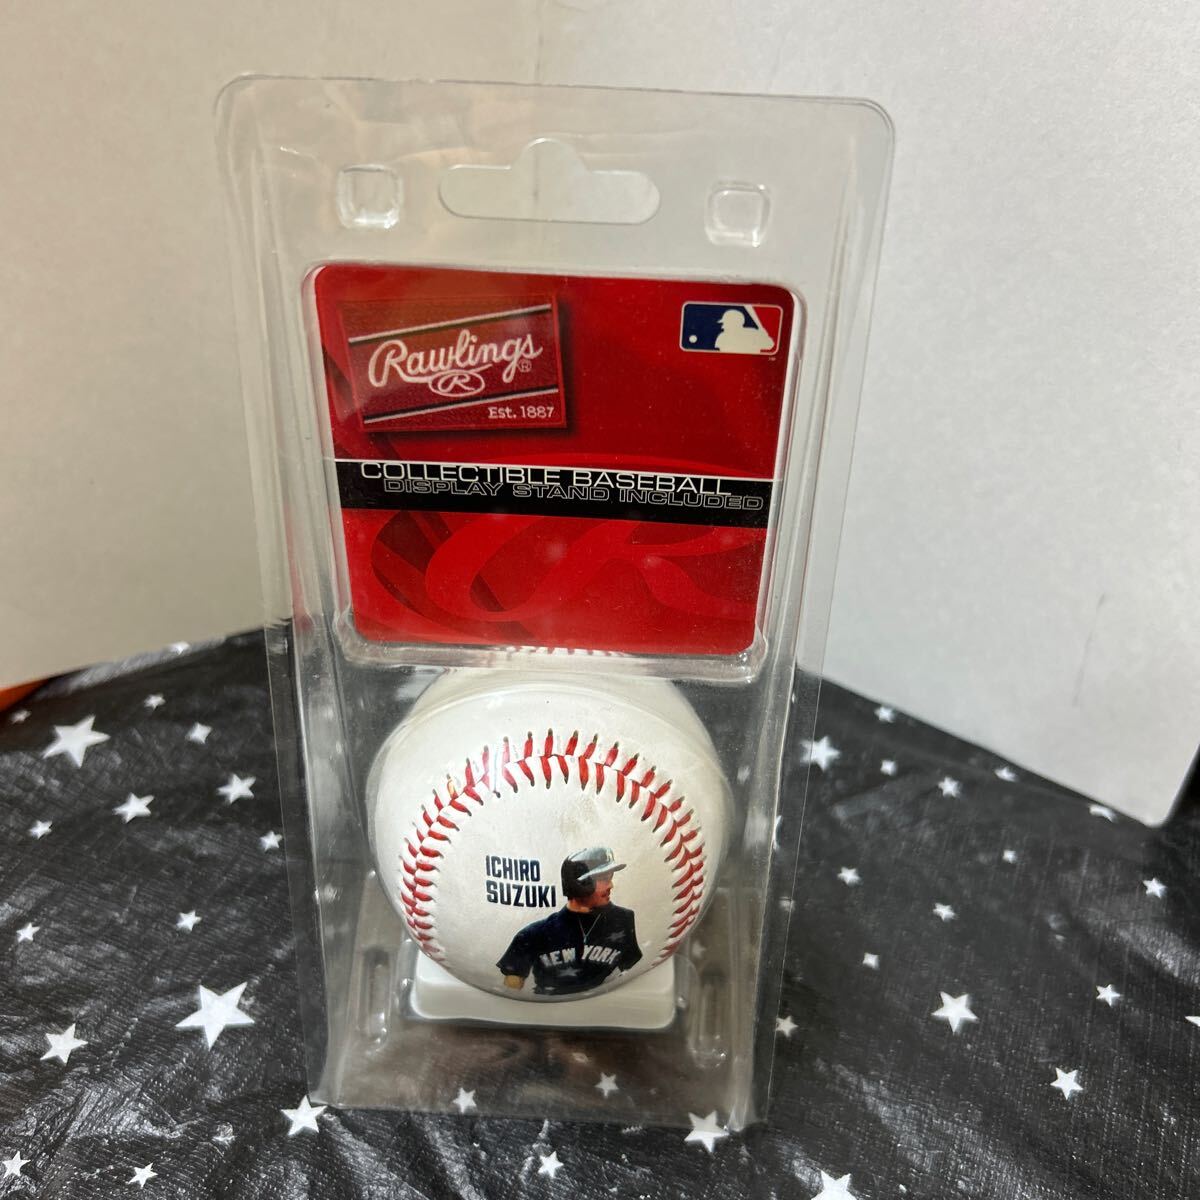 Rawlings
R
Est. 1887
COLLECTIBLE BASEBALL
DISPLAY STAND INCLUDED
ICHIRO
SUZUKI
NEW YORK